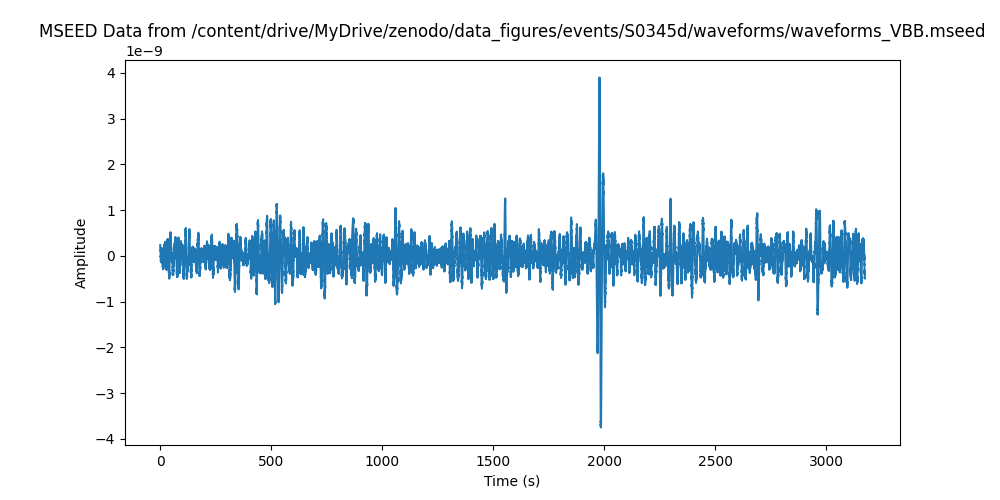 MSEED Data from /content/drive/MyDrive/zenodo/data_figures/events/S0345d/waveforms/waveforms_VBB.mseed
1e−9
4
3
2
1
0
−1
−2
−3
−4
Amplitude
0 500 1000 1500 2000 2500 3000
Time (s)